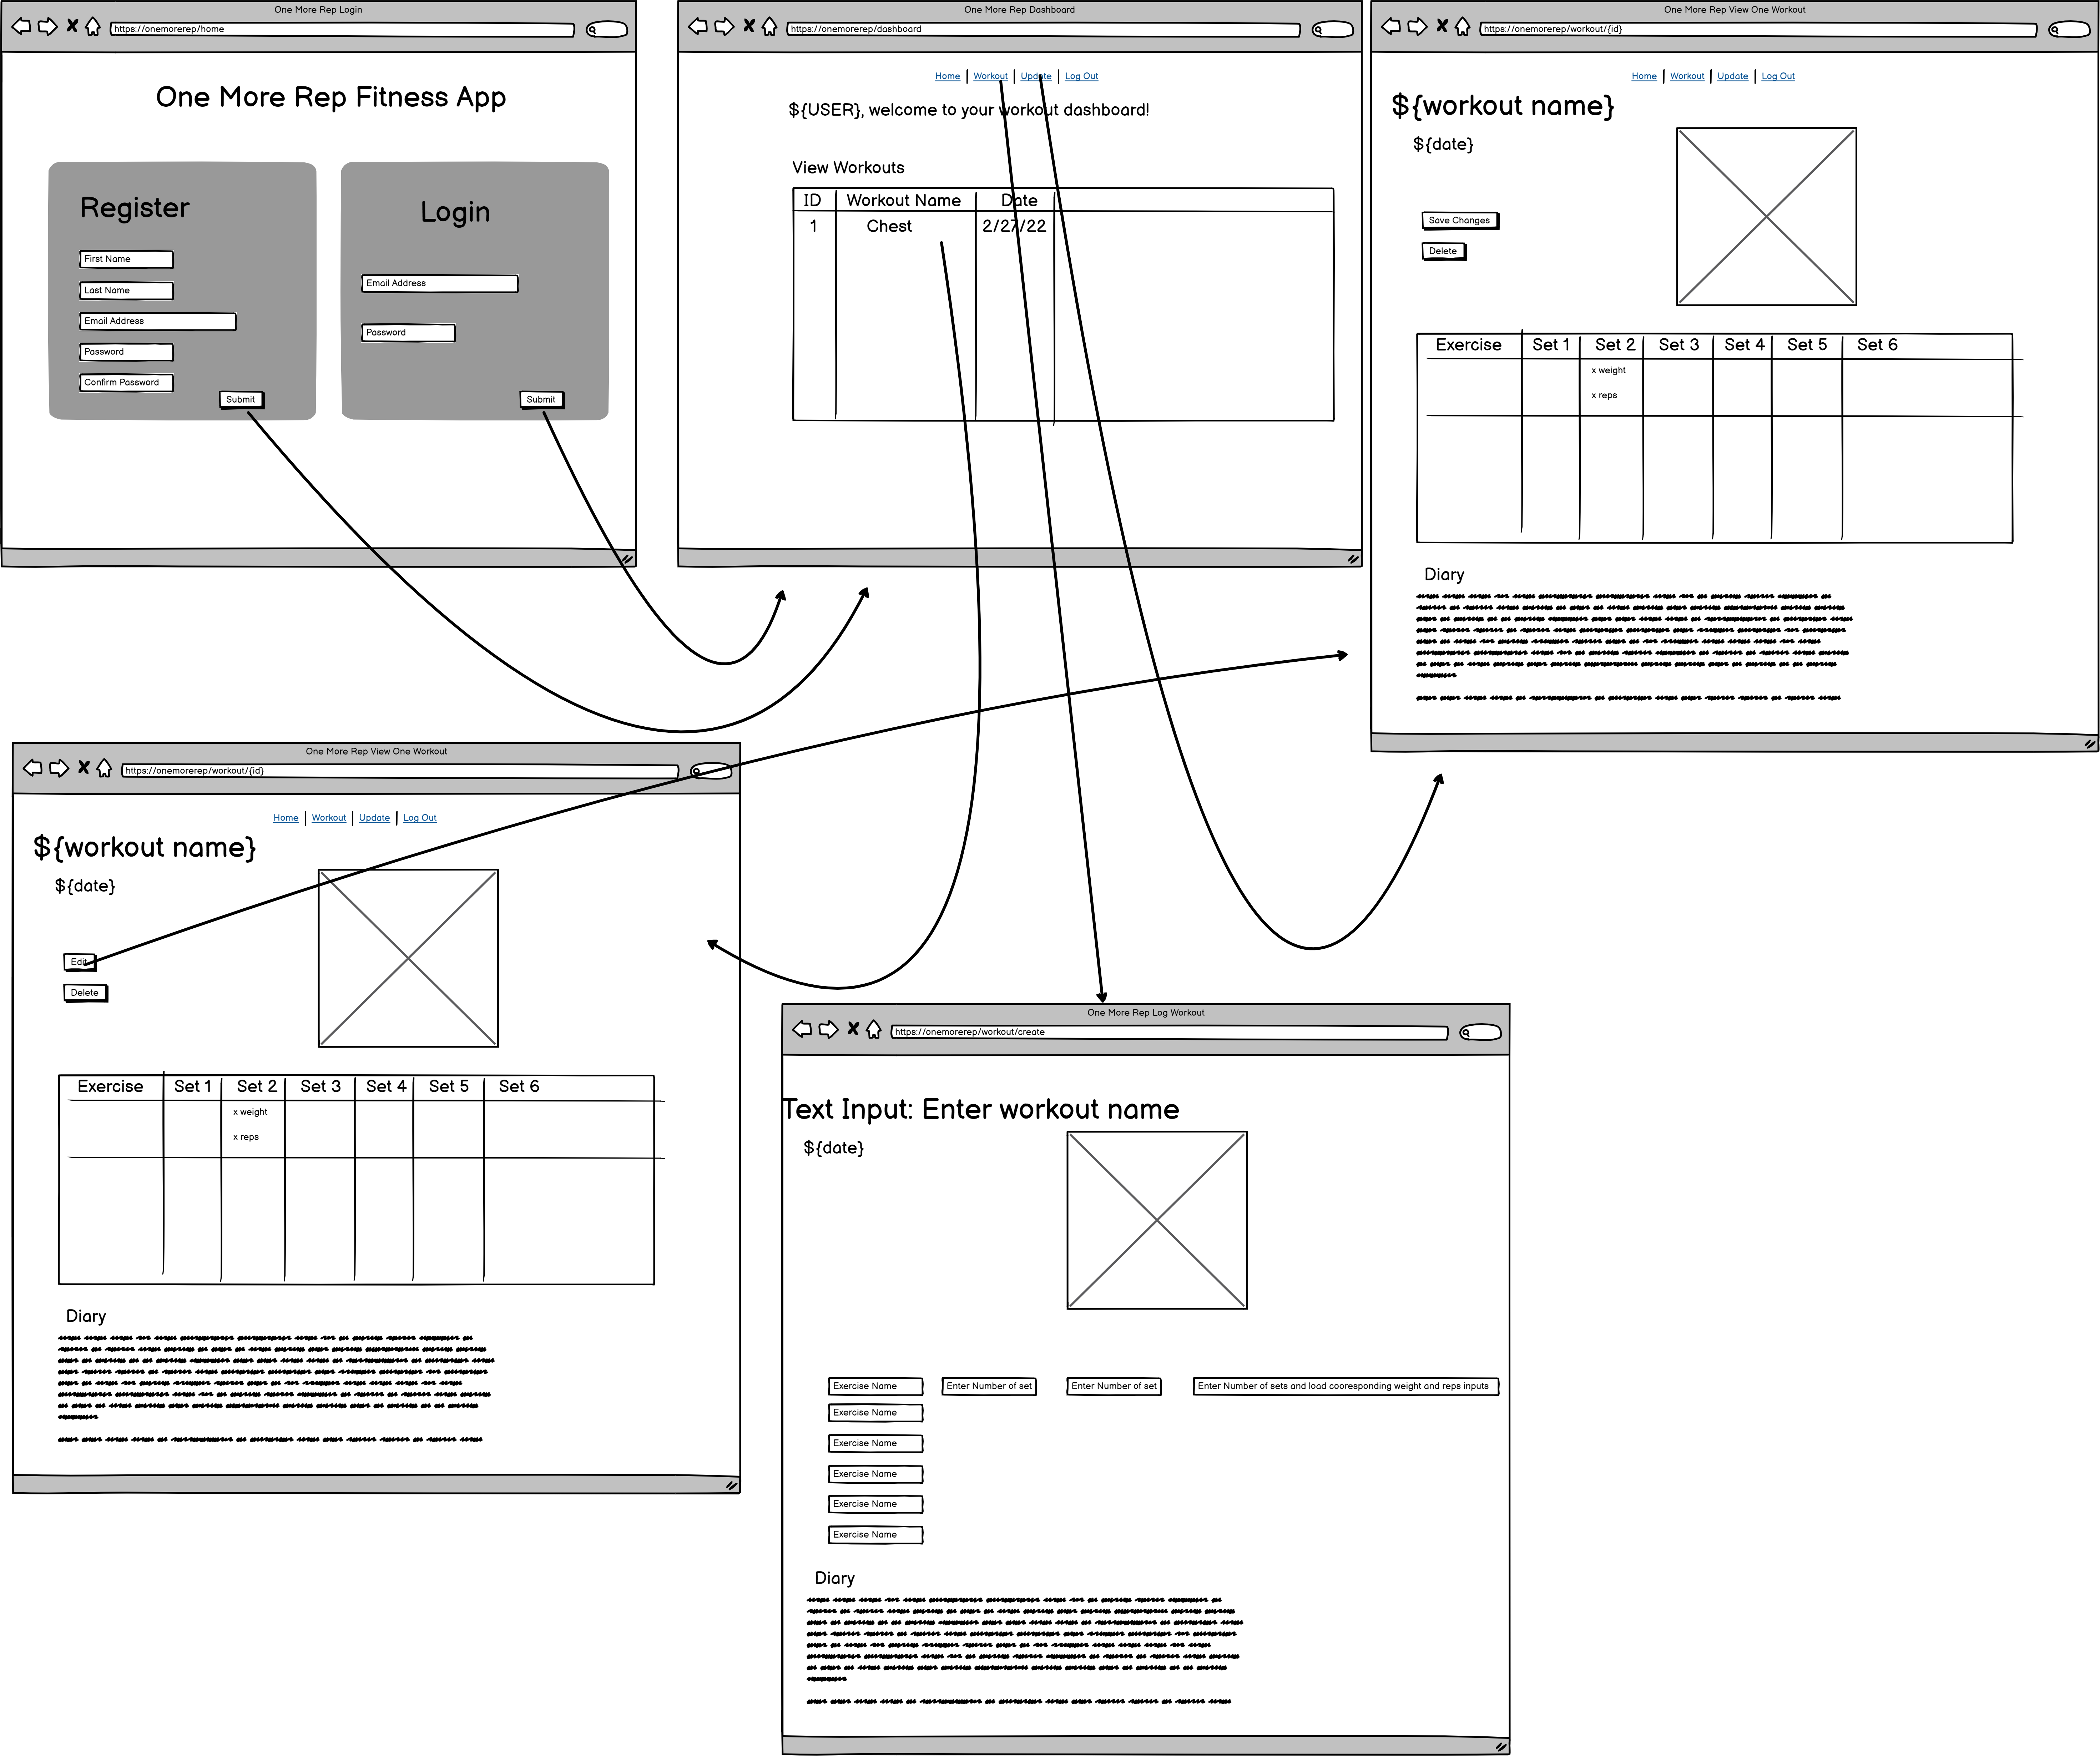 One More Rep Login
https://onemorerep/home
One More Rep Fitness App
Register
First Name
Last Name
Email Address
Password
Confirm Password
Submit
Login
Email Address
Password
Submit
One More Rep Dashboard
https://onemorerep/dashboard
Home | Workout | Update | Log Out
${USER}, welcome to your workout dashboard!
View Workouts
ID Workout Name Date
1 Chest 2/27/22
One More Rep View One Workout
https://onemorerep/workout/{id}
Home | Workout | Update | Log Out
${workout name}
${date}
Save Changes
Delete
Exercise Set 1 Set 2 Set 3 Set 4 Set 5 Set 6
x weight
x reps
Diary
One More Rep View One Workout
https://onemorerep/workout/{id}
Home | Workout | Update | Log Out
${workout name}
${date}
Edit
Delete
Exercise Set 1 Set 2 Set 3 Set 4 Set 5 Set 6
x weight
x reps
Diary
One More Rep Log Workout
https://onemorerep/workout/create
Text Input: Enter workout name
${date}
Exercise Name Enter Number of set Enter Number of set Enter Number of sets and load cooresponding weight and reps inputs
Exercise Name
Exercise Name
Exercise Name
Exercise Name
Exercise Name
Diary